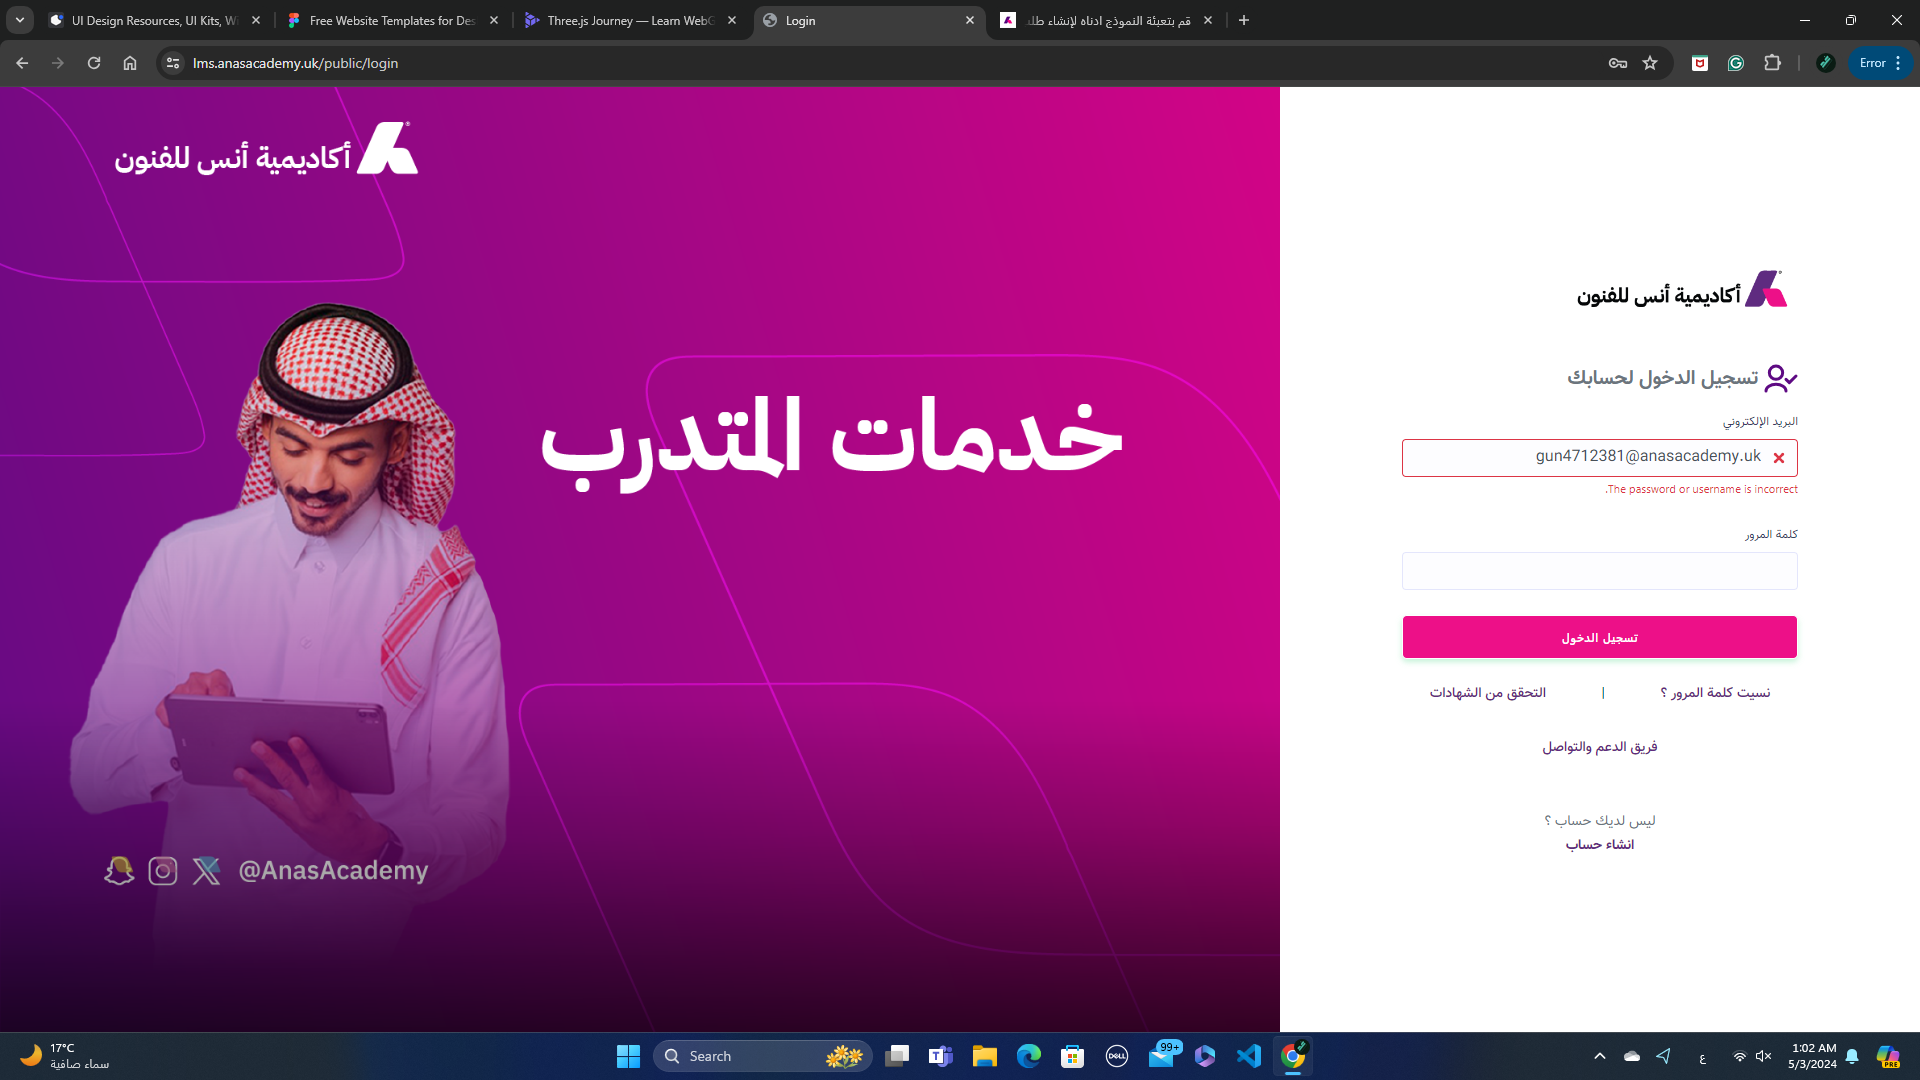 UI Design Resources, UI Kits, Wi
Free Website Templates for Des
Three.js Journey — Learn WebG
Login
قم بتعبئة النموذج ادناه لإنشاء طلب
lms.anasacademy.uk/public/login
Error
أكاديمية أنس للفنون
خدمات المتدرب
@AnasAcademy
أكاديمية أنس للفنون
تسجيل الدخول لحسابك
البريد الإلكتروني
gun4712381@anasacademy.uk
.The password or username is incorrect
كلمة المرور
تسجيل الدخول
نسيت كلمة المرور ؟
|
التحقق من الشهادات
فريق الدعم والتواصل
ليس لديك حساب ؟
انشاء حساب
17°C
سماء صافية
Search
DELL
99+
ع
1:02 AM
5/3/2024
PRE